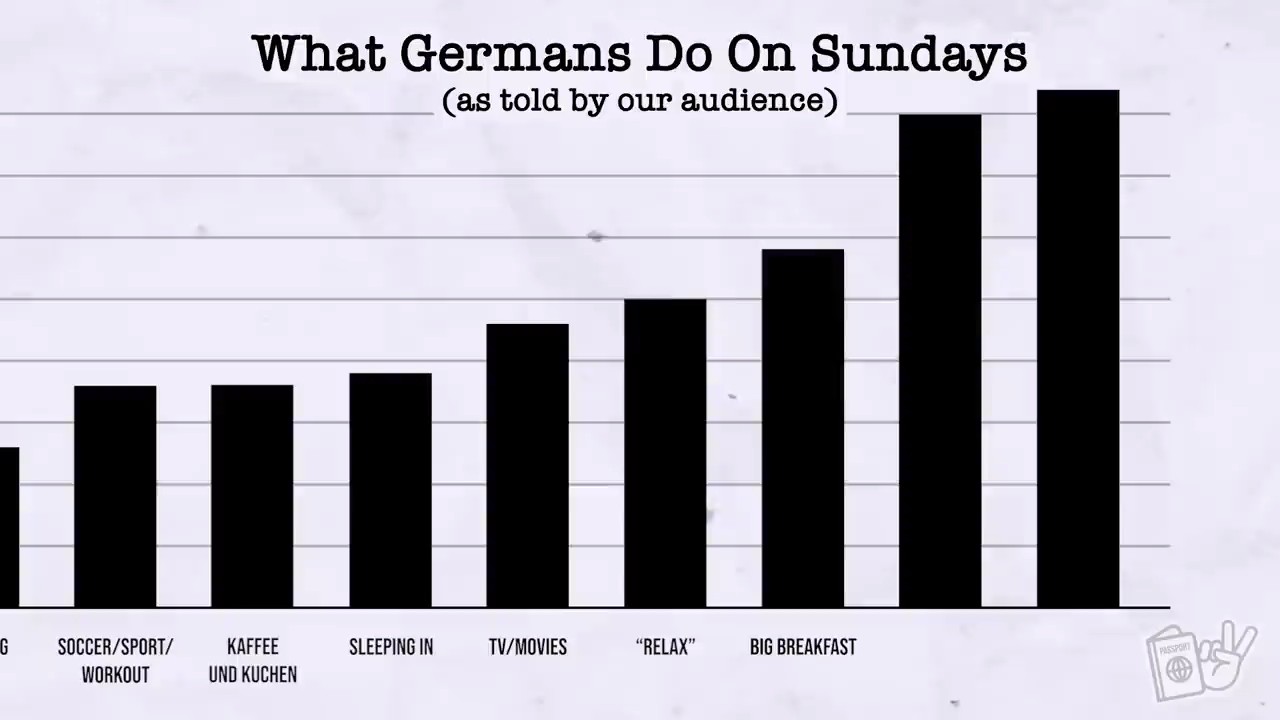 What Germans Do On Sundays
(as told by our audience)
G
SOCCER/SPORT/
WORKOUT
KAFFEE
UND KUCHEN
SLEEPING IN
TV/MOVIES
“RELAX”
BIG BREAKFAST
PASSPORT